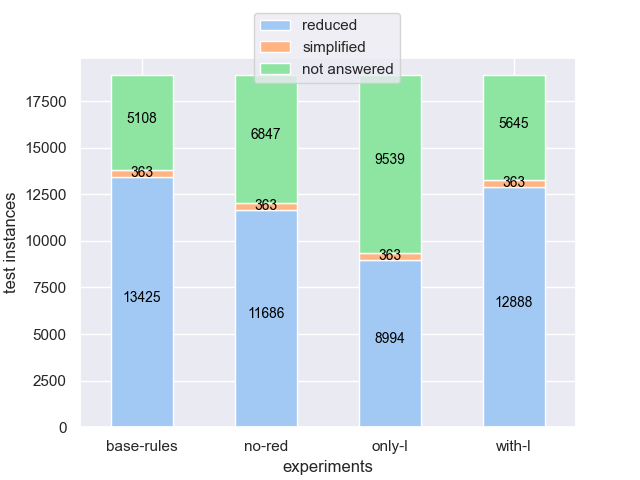 reduced
simplified
not answered
17500
15000
12500
10000
7500
5000
2500
0
test instances
5108
363
13425
6847
363
11686
9539
363
8994
5645
363
12888
base-rules
no-red
only-l
with-l
experiments